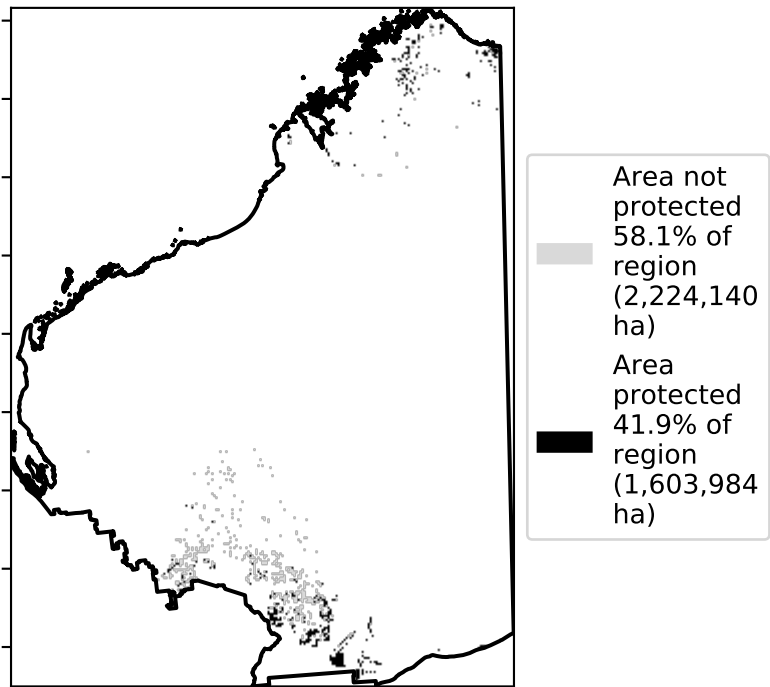 Area not
protected
58.1% of
region
(2,224,140
ha)
Area
protected
41.9% of
region
(1,603,984
ha)